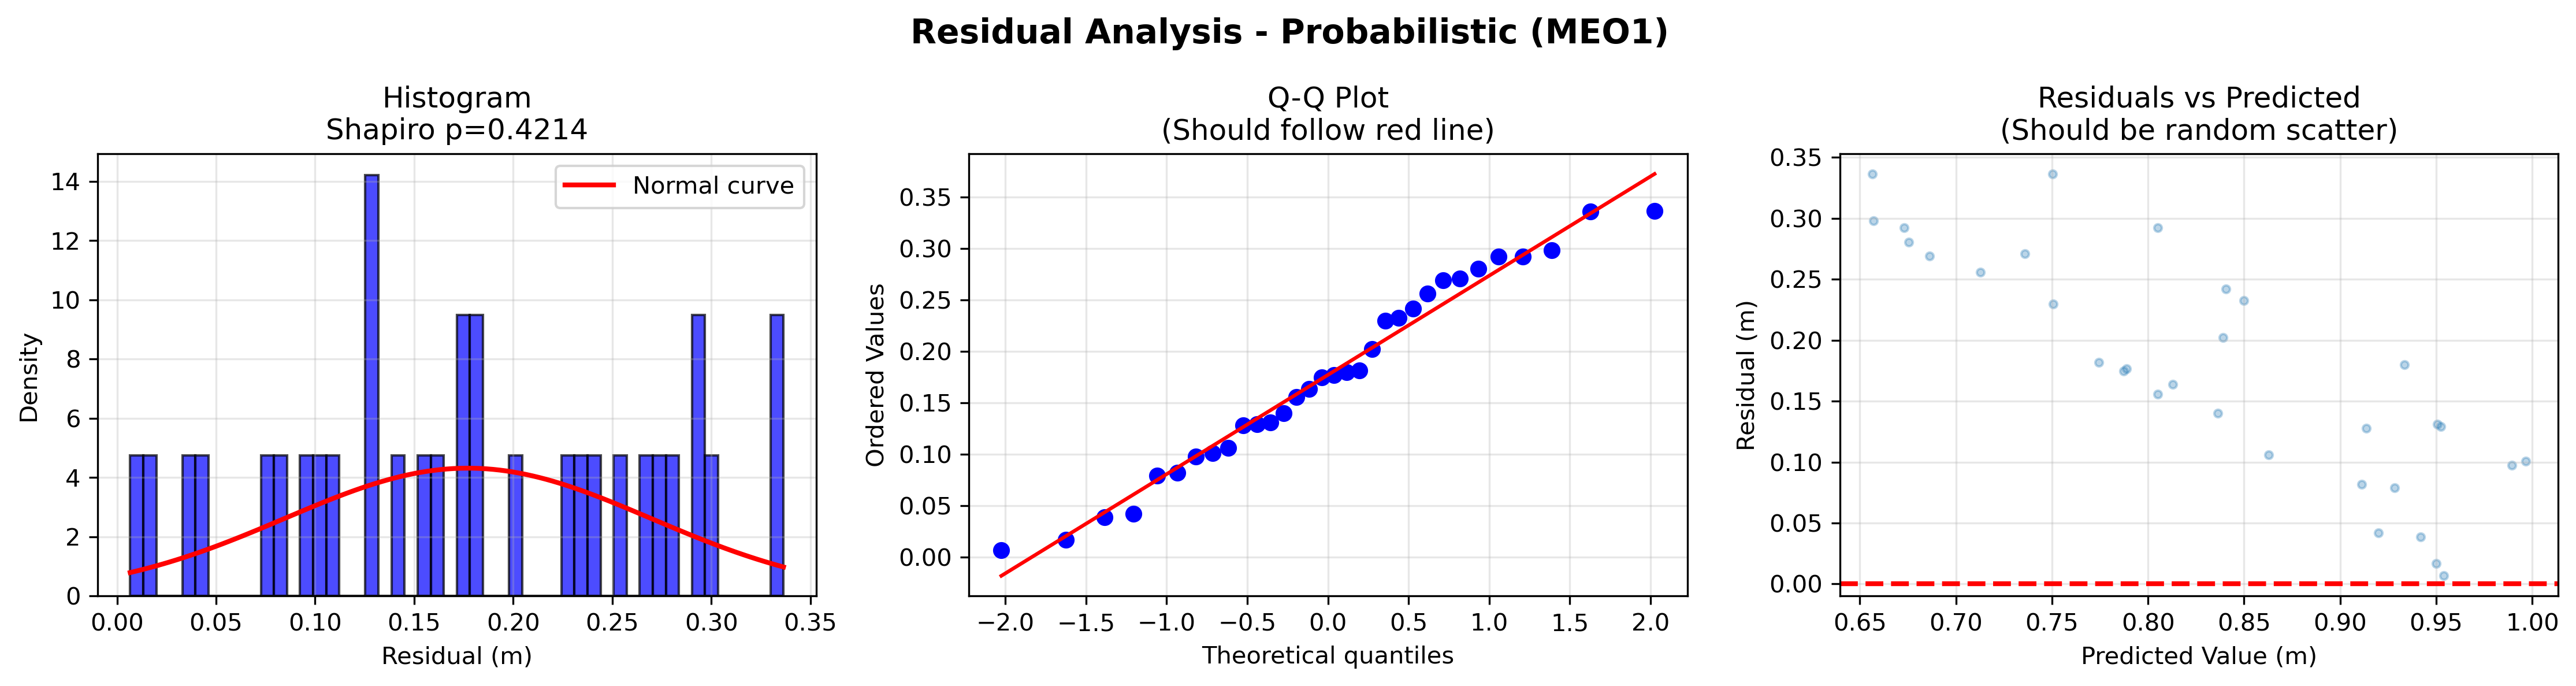 Residual Analysis - Probabilistic (MEO1)
Histogram
Shapiro p=0.4214
Density
14
12
10
8
6
4
2
0
Normal curve
0.00 0.05 0.10 0.15 0.20 0.25 0.30 0.35
Residual (m)
Q-Q Plot
(Should follow red line)
Ordered Values
0.35
0.30
0.25
0.20
0.15
0.10
0.05
0.00
−2.0 −1.5 −1.0 −0.5 0.0 0.5 1.0 1.5 2.0
Theoretical quantiles
Residuals vs Predicted
(Should be random scatter)
Residual (m)
0.35
0.30
0.25
0.20
0.15
0.10
0.05
0.00
0.65 0.70 0.75 0.80 0.85 0.90 0.95 1.00
Predicted Value (m)